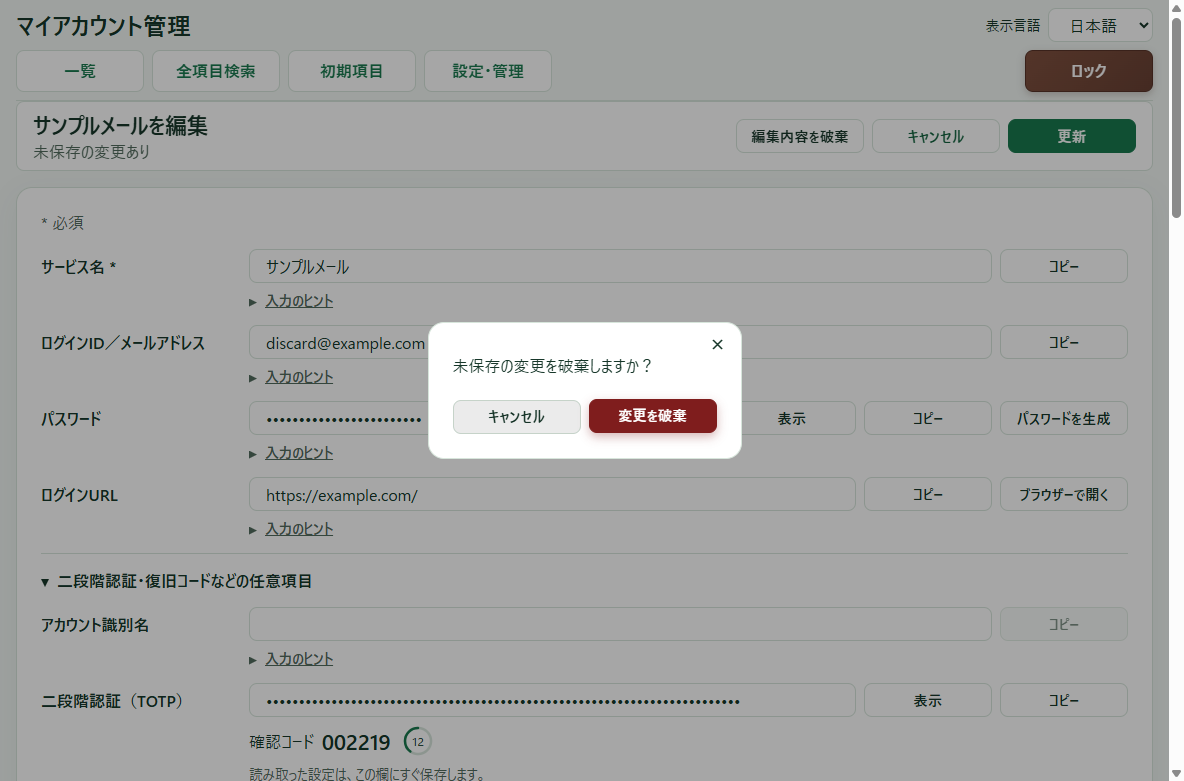 マイアカウント管理
表示言語 日本語
一覧 全項目検索 初期項目 設定・管理 ロック
サンプルメールを編集
未保存の変更あり
編集内容を破棄 キャンセル 更新
* 必須
サービス名 * サンプルメール コピー
▶ 入力のヒント
ログインID／メールアドレス discard@example.com コピー
▶ 入力のヒント
×
未保存の変更を破棄しますか？
キャンセル 変更を破棄
パスワード •••••••••••••••••••••• 表示 コピー パスワードを生成
▶ 入力のヒント
ログインURL https://example.com/ コピー ブラウザーで開く
▶ 入力のヒント
▼ 二段階認証・復旧コードなどの任意項目
アカウント識別名 コピー
▶ 入力のヒント
二段階認証（TOTP） •••••••••••••••••••••••••••••••••••••••••••••••••••••••••••••••••• 表示 コピー
確認コード 002219 12
読み取った設定は、この欄にすぐ保存します。